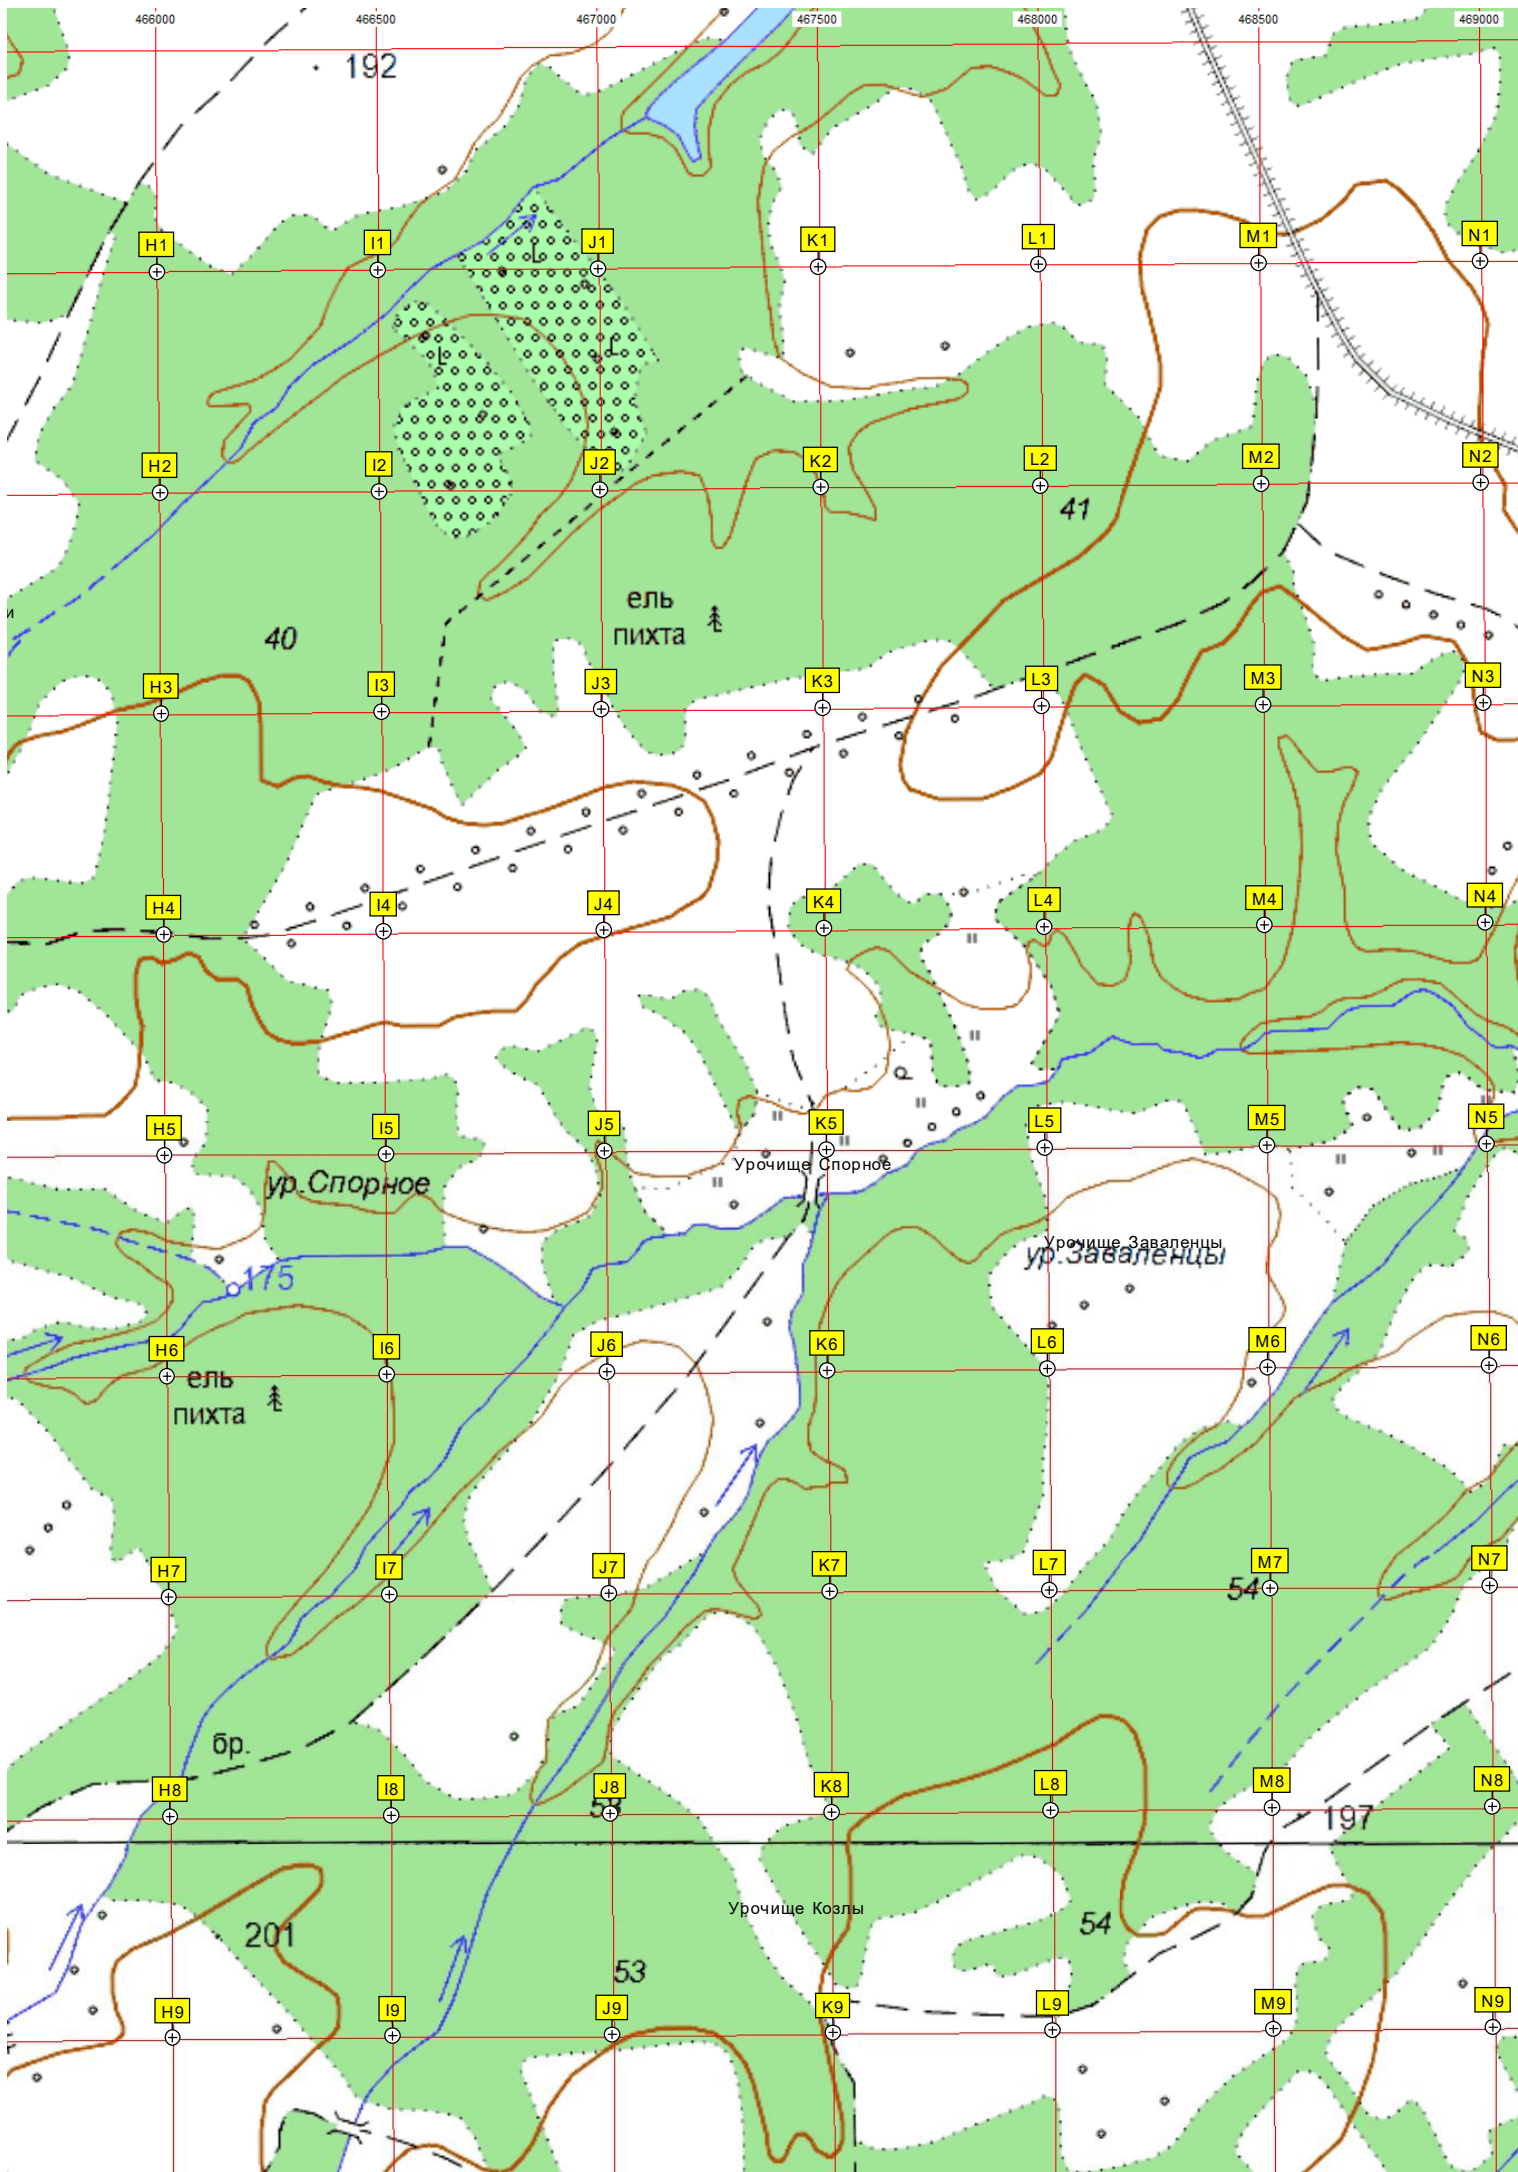 466000 466500 467000 467500 468000 468500 469000
192
H1 I1 J1 K1 L1 M1 N1
H2 I2 J2 K2 L2 M2 N2
41
ель
пихта
и
40
H3 I3 J3 K3 L3 M3 N3
H4 I4 J4 K4 L4 M4 N4
H5 I5 J5 K5 L5 M5 N5
Урочище Спорное
ур.Спорное
Урочище Заваленцы
ур.Заваленцы
175
H6 I6 J6 K6 L6 M6 N6
ель
пихта
H7 I7 J7 K7 L7 M7 N7
54
бр.
H8 I8 J8 K8 L8 M8 N8
53
197
Урочище Козлы
54
201
53
H9 I9 J9 K9 L9 M9 N9